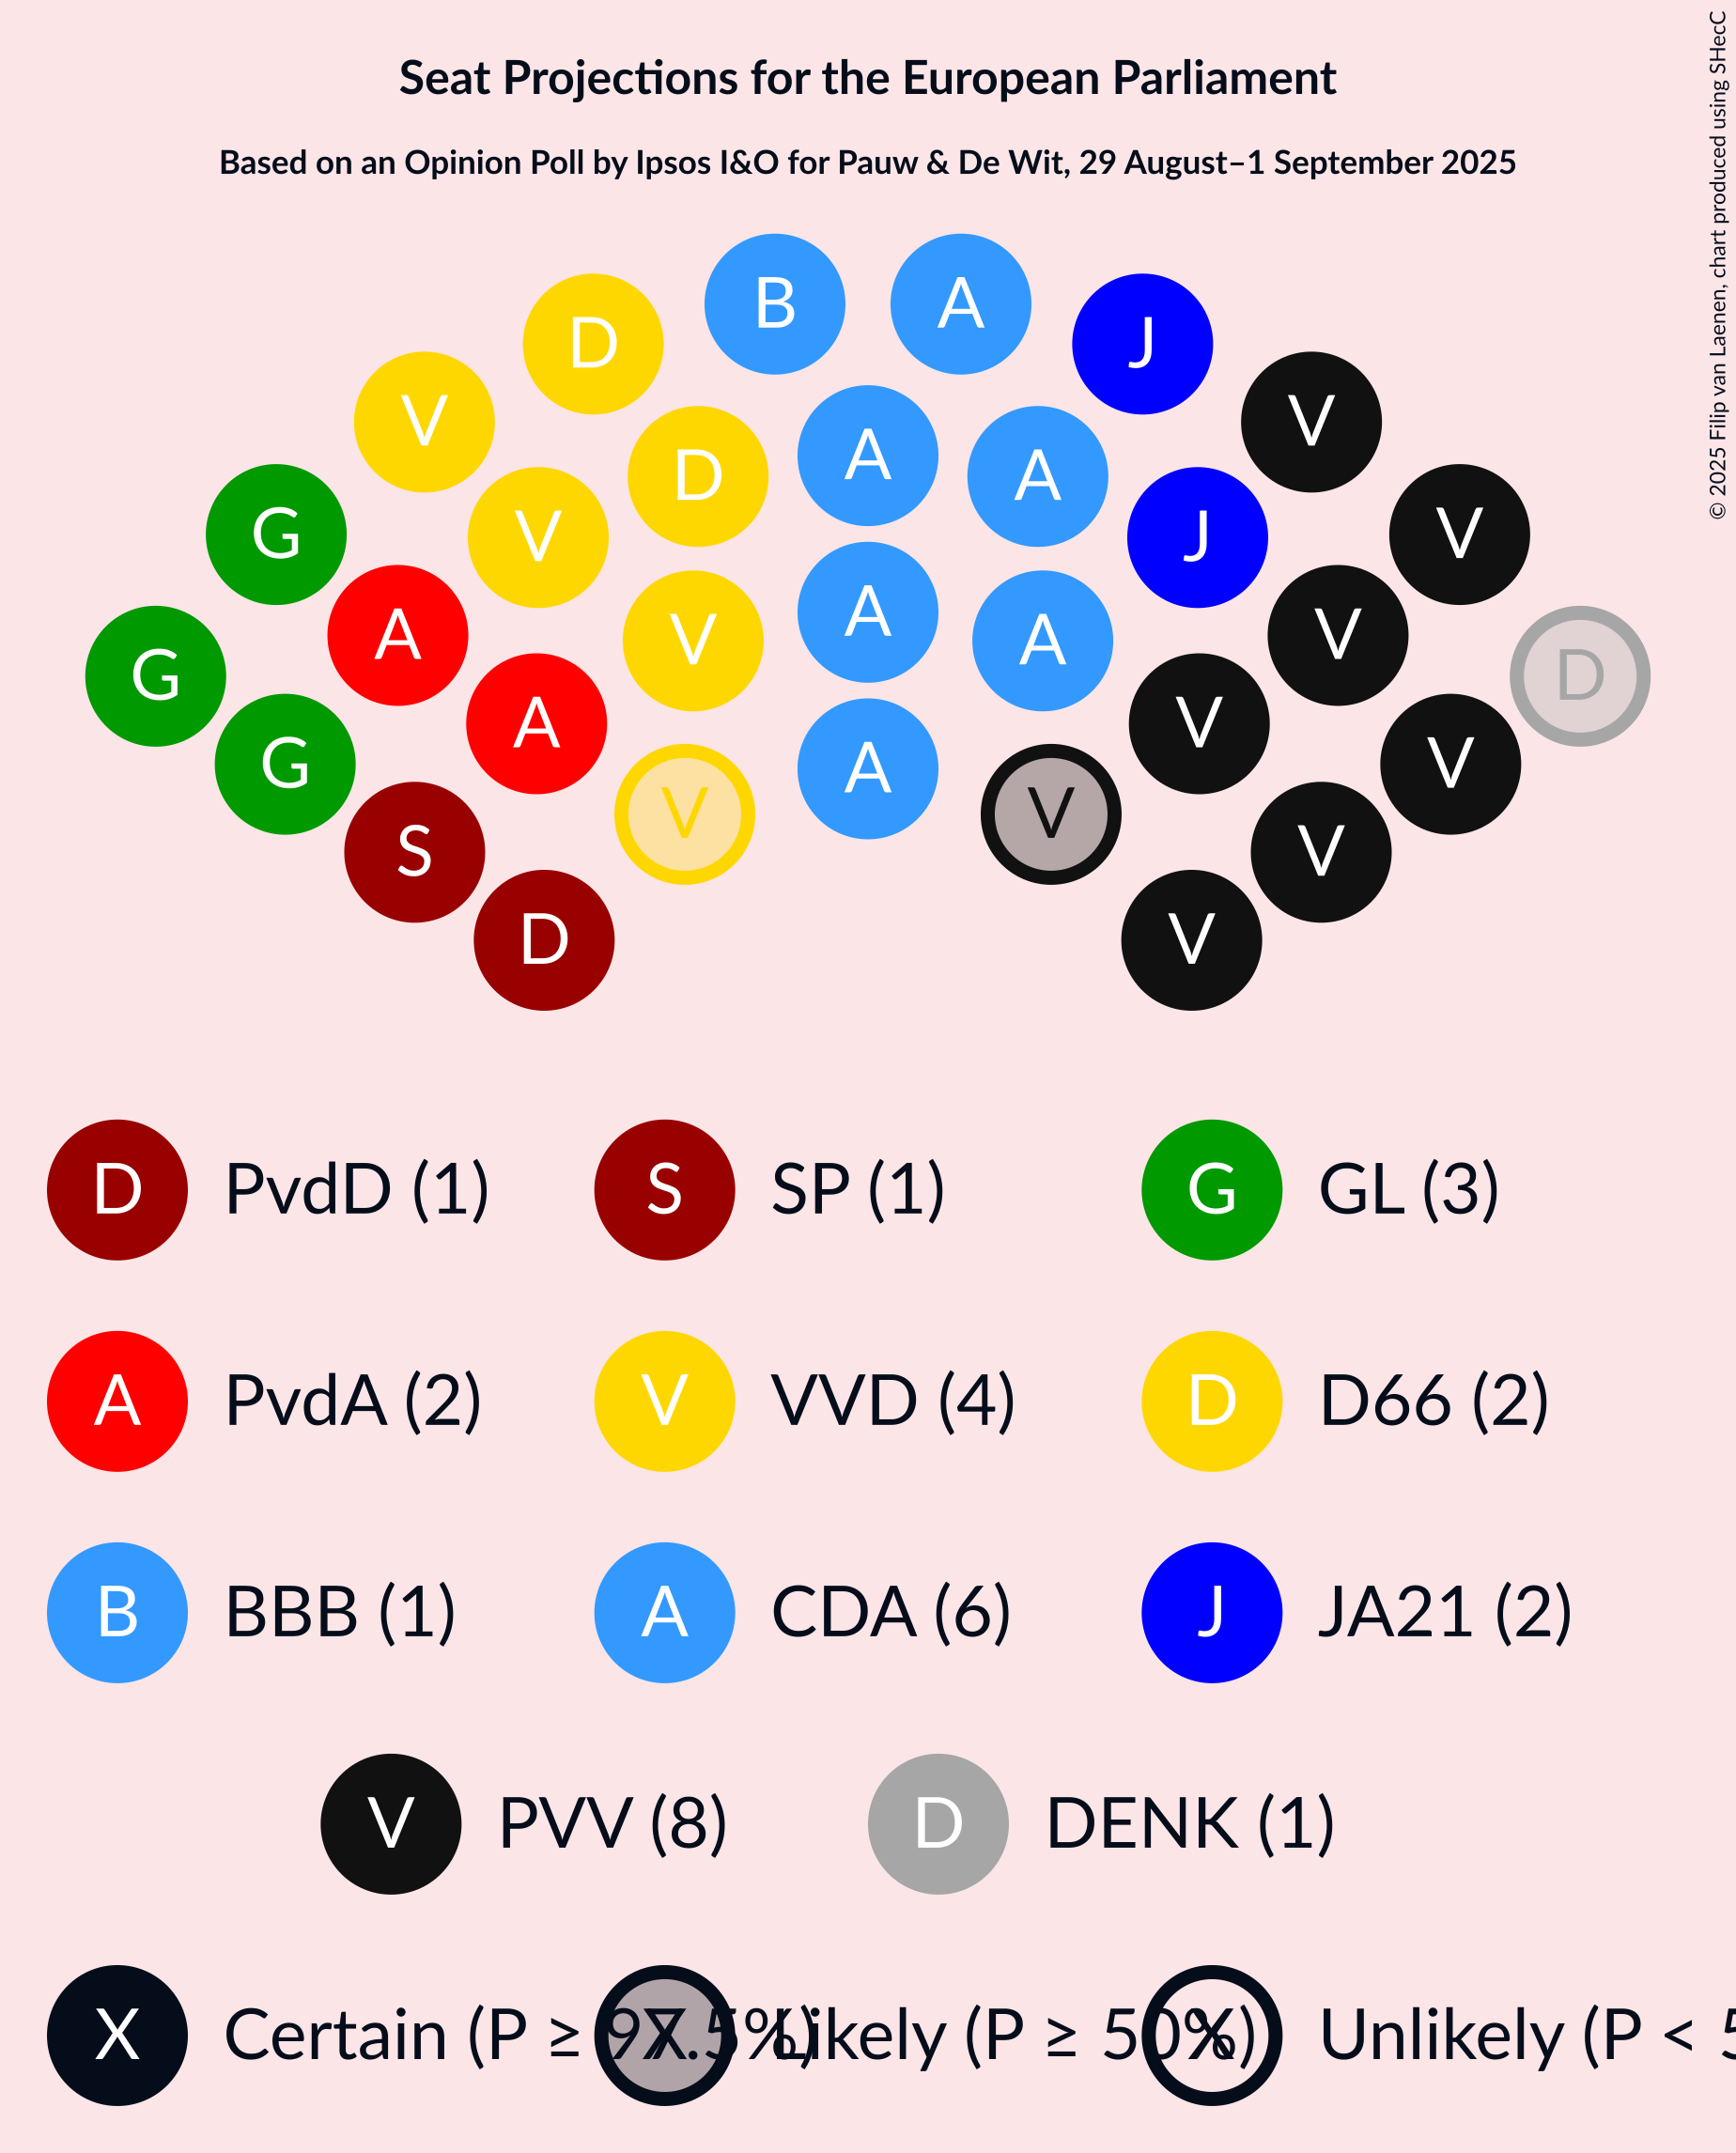 Seat Projections for the European Parliament
Based on an Opinion Poll by Ipsos I&O for Pauw & De Wit, 29 August–1 September 2025
© 2025 Filip van Laenen, chart produced using SHecC
B A
D J
V V
A
D A
G V J V
A
A V A V
G V D
A V
G A V
V V
S V
D V
D PvdD (1) S SP (1) G GL (3)
A PvdA (2) V VVD (4) D D66 (2)
B BBB (1) A CDA (6) J JA21 (2)
V PVV (8) D DENK (1)
X Certain (P ≥ 97.5%) X Likely (P ≥ 50%) X Unlikely (P < 5